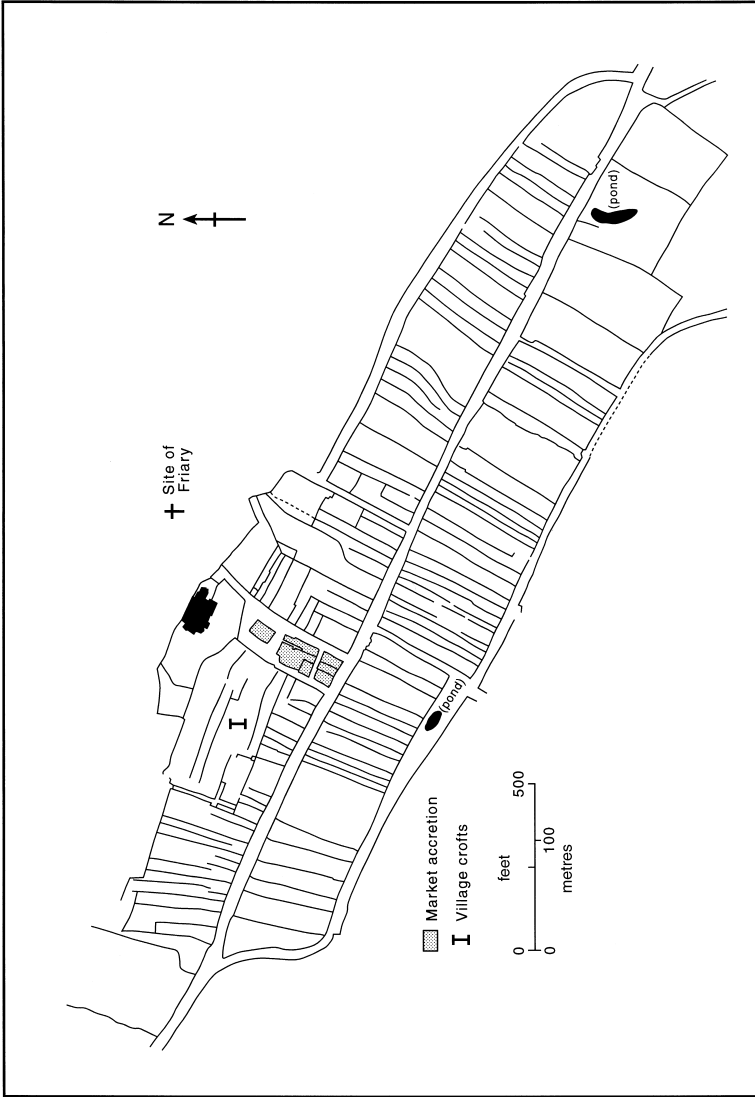 N
Site of
Friary
I
(pond)
(pond)
Market accretion
I Village crofts
feet
0 500
0 100
metres